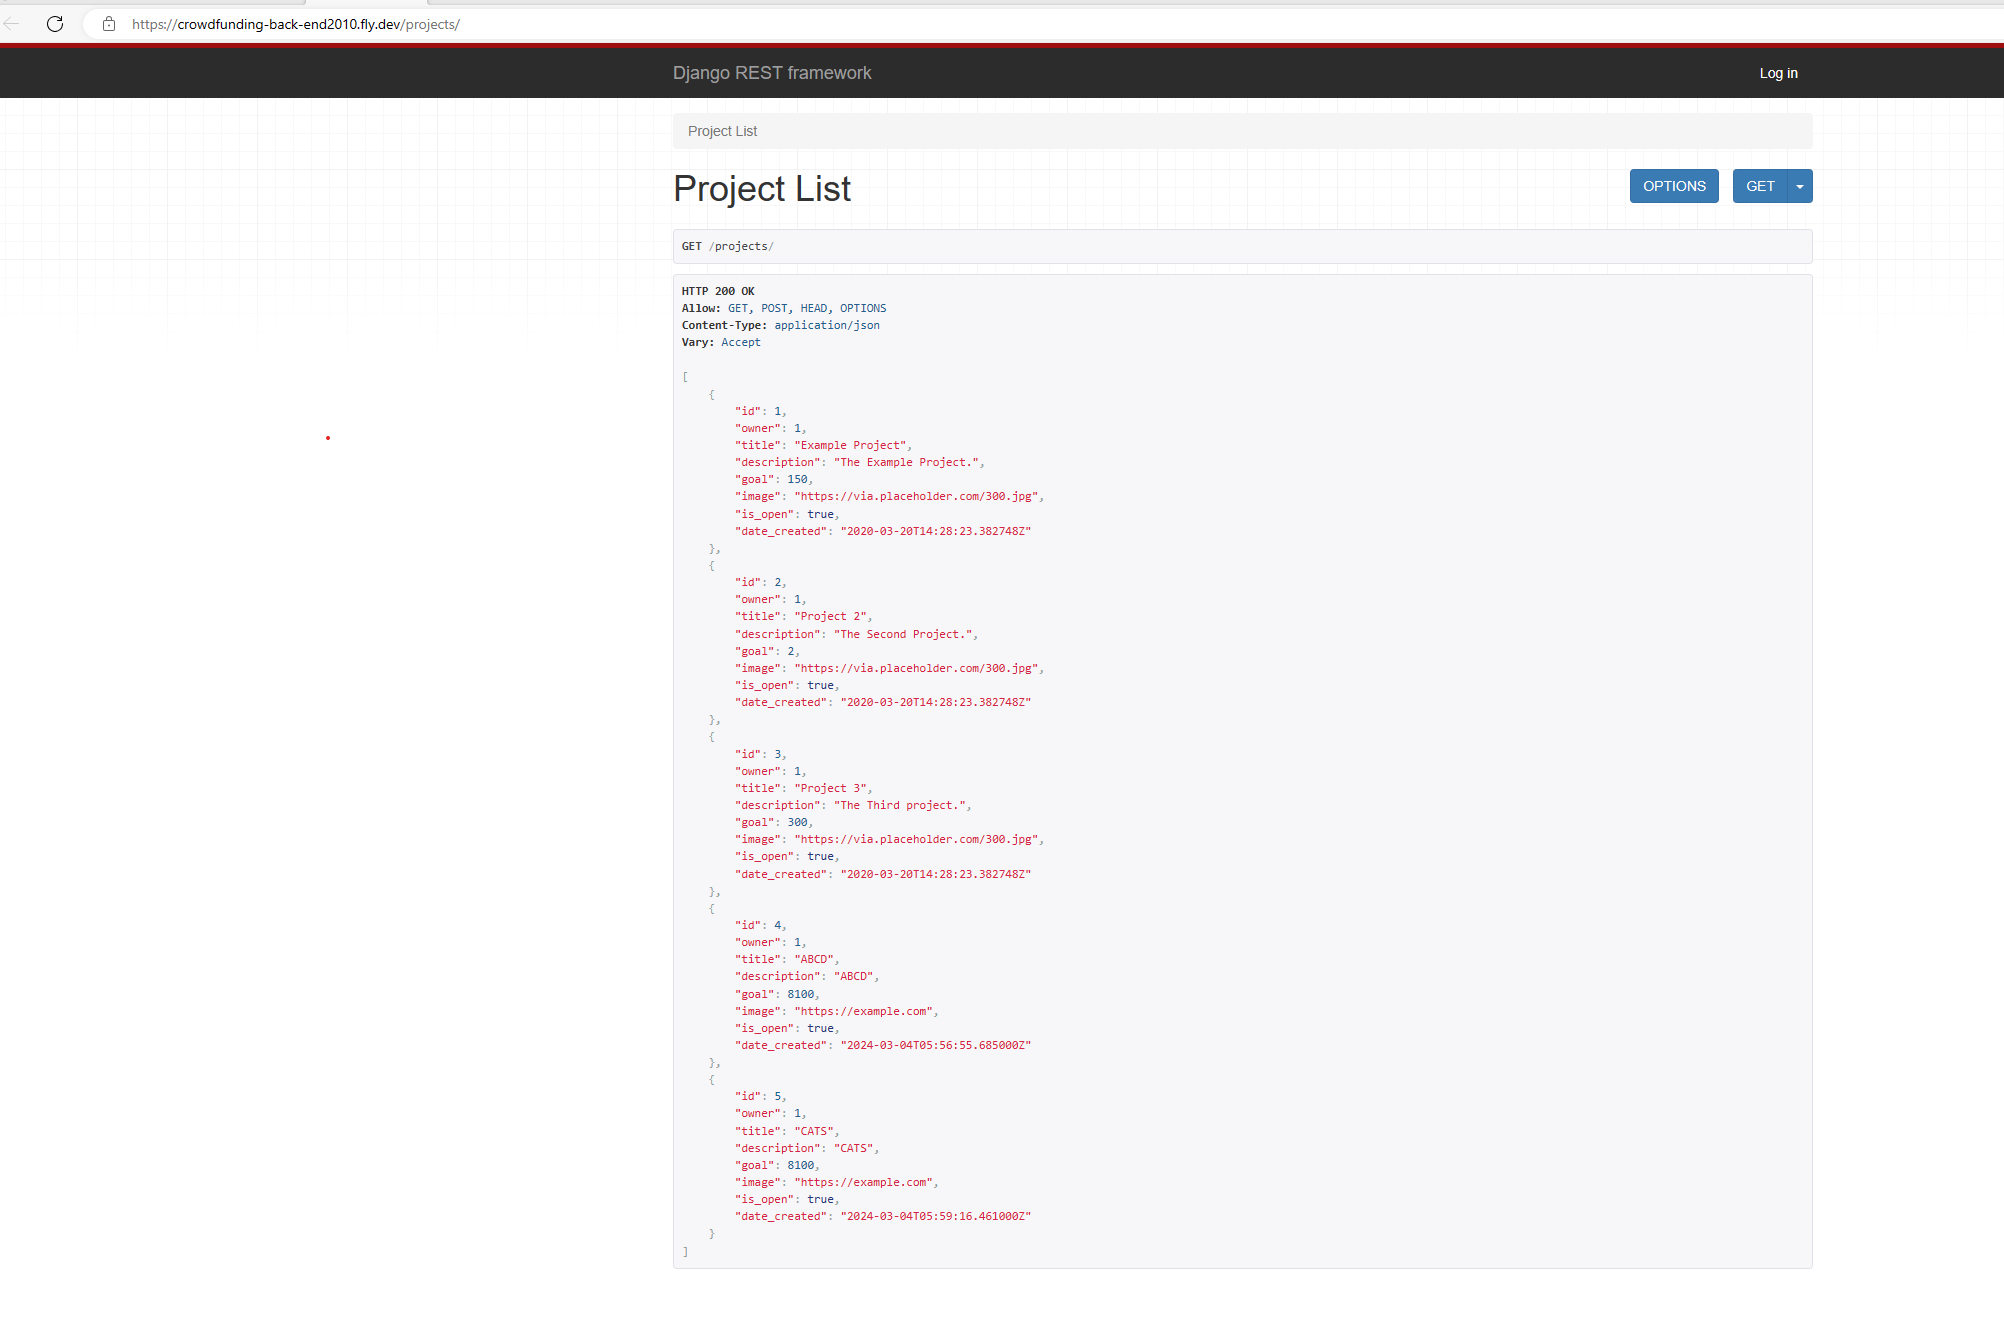 https://crowdfunding-back-end2010.fly.dev/projects/
Django REST framework
Log in
Project List
Project List
OPTIONS
GET
GET /projects/
HTTP 200 OK
Allow: GET, POST, HEAD, OPTIONS
Content-Type: application/json
Vary: Accept
[
    {
        "id": 1,
        "owner": 1,
        "title": "Example Project",
        "description": "The Example Project.",
        "goal": 150,
        "image": "https://via.placeholder.com/300.jpg",
        "is_open": true,
        "date_created": "2020-03-20T14:28:23.382748Z"
    },
    {
        "id": 2,
        "owner": 1,
        "title": "Project 2",
        "description": "The Second Project.",
        "goal": 2,
        "image": "https://via.placeholder.com/300.jpg",
        "is_open": true,
        "date_created": "2020-03-20T14:28:23.382748Z"
    },
    {
        "id": 3,
        "owner": 1,
        "title": "Project 3",
        "description": "The Third project.",
        "goal": 300,
        "image": "https://via.placeholder.com/300.jpg",
        "is_open": true,
        "date_created": "2020-03-20T14:28:23.382748Z"
    },
    {
        "id": 4,
        "owner": 1,
        "title": "ABCD",
        "description": "ABCD",
        "goal": 8100,
        "image": "https://example.com",
        "is_open": true,
        "date_created": "2024-03-04T05:56:55.685000Z"
    },
    {
        "id": 5,
        "owner": 1,
        "title": "CATS",
        "description": "CATS",
        "goal": 8100,
        "image": "https://example.com",
        "is_open": true,
        "date_created": "2024-03-04T05:59:16.461000Z"
    }
]